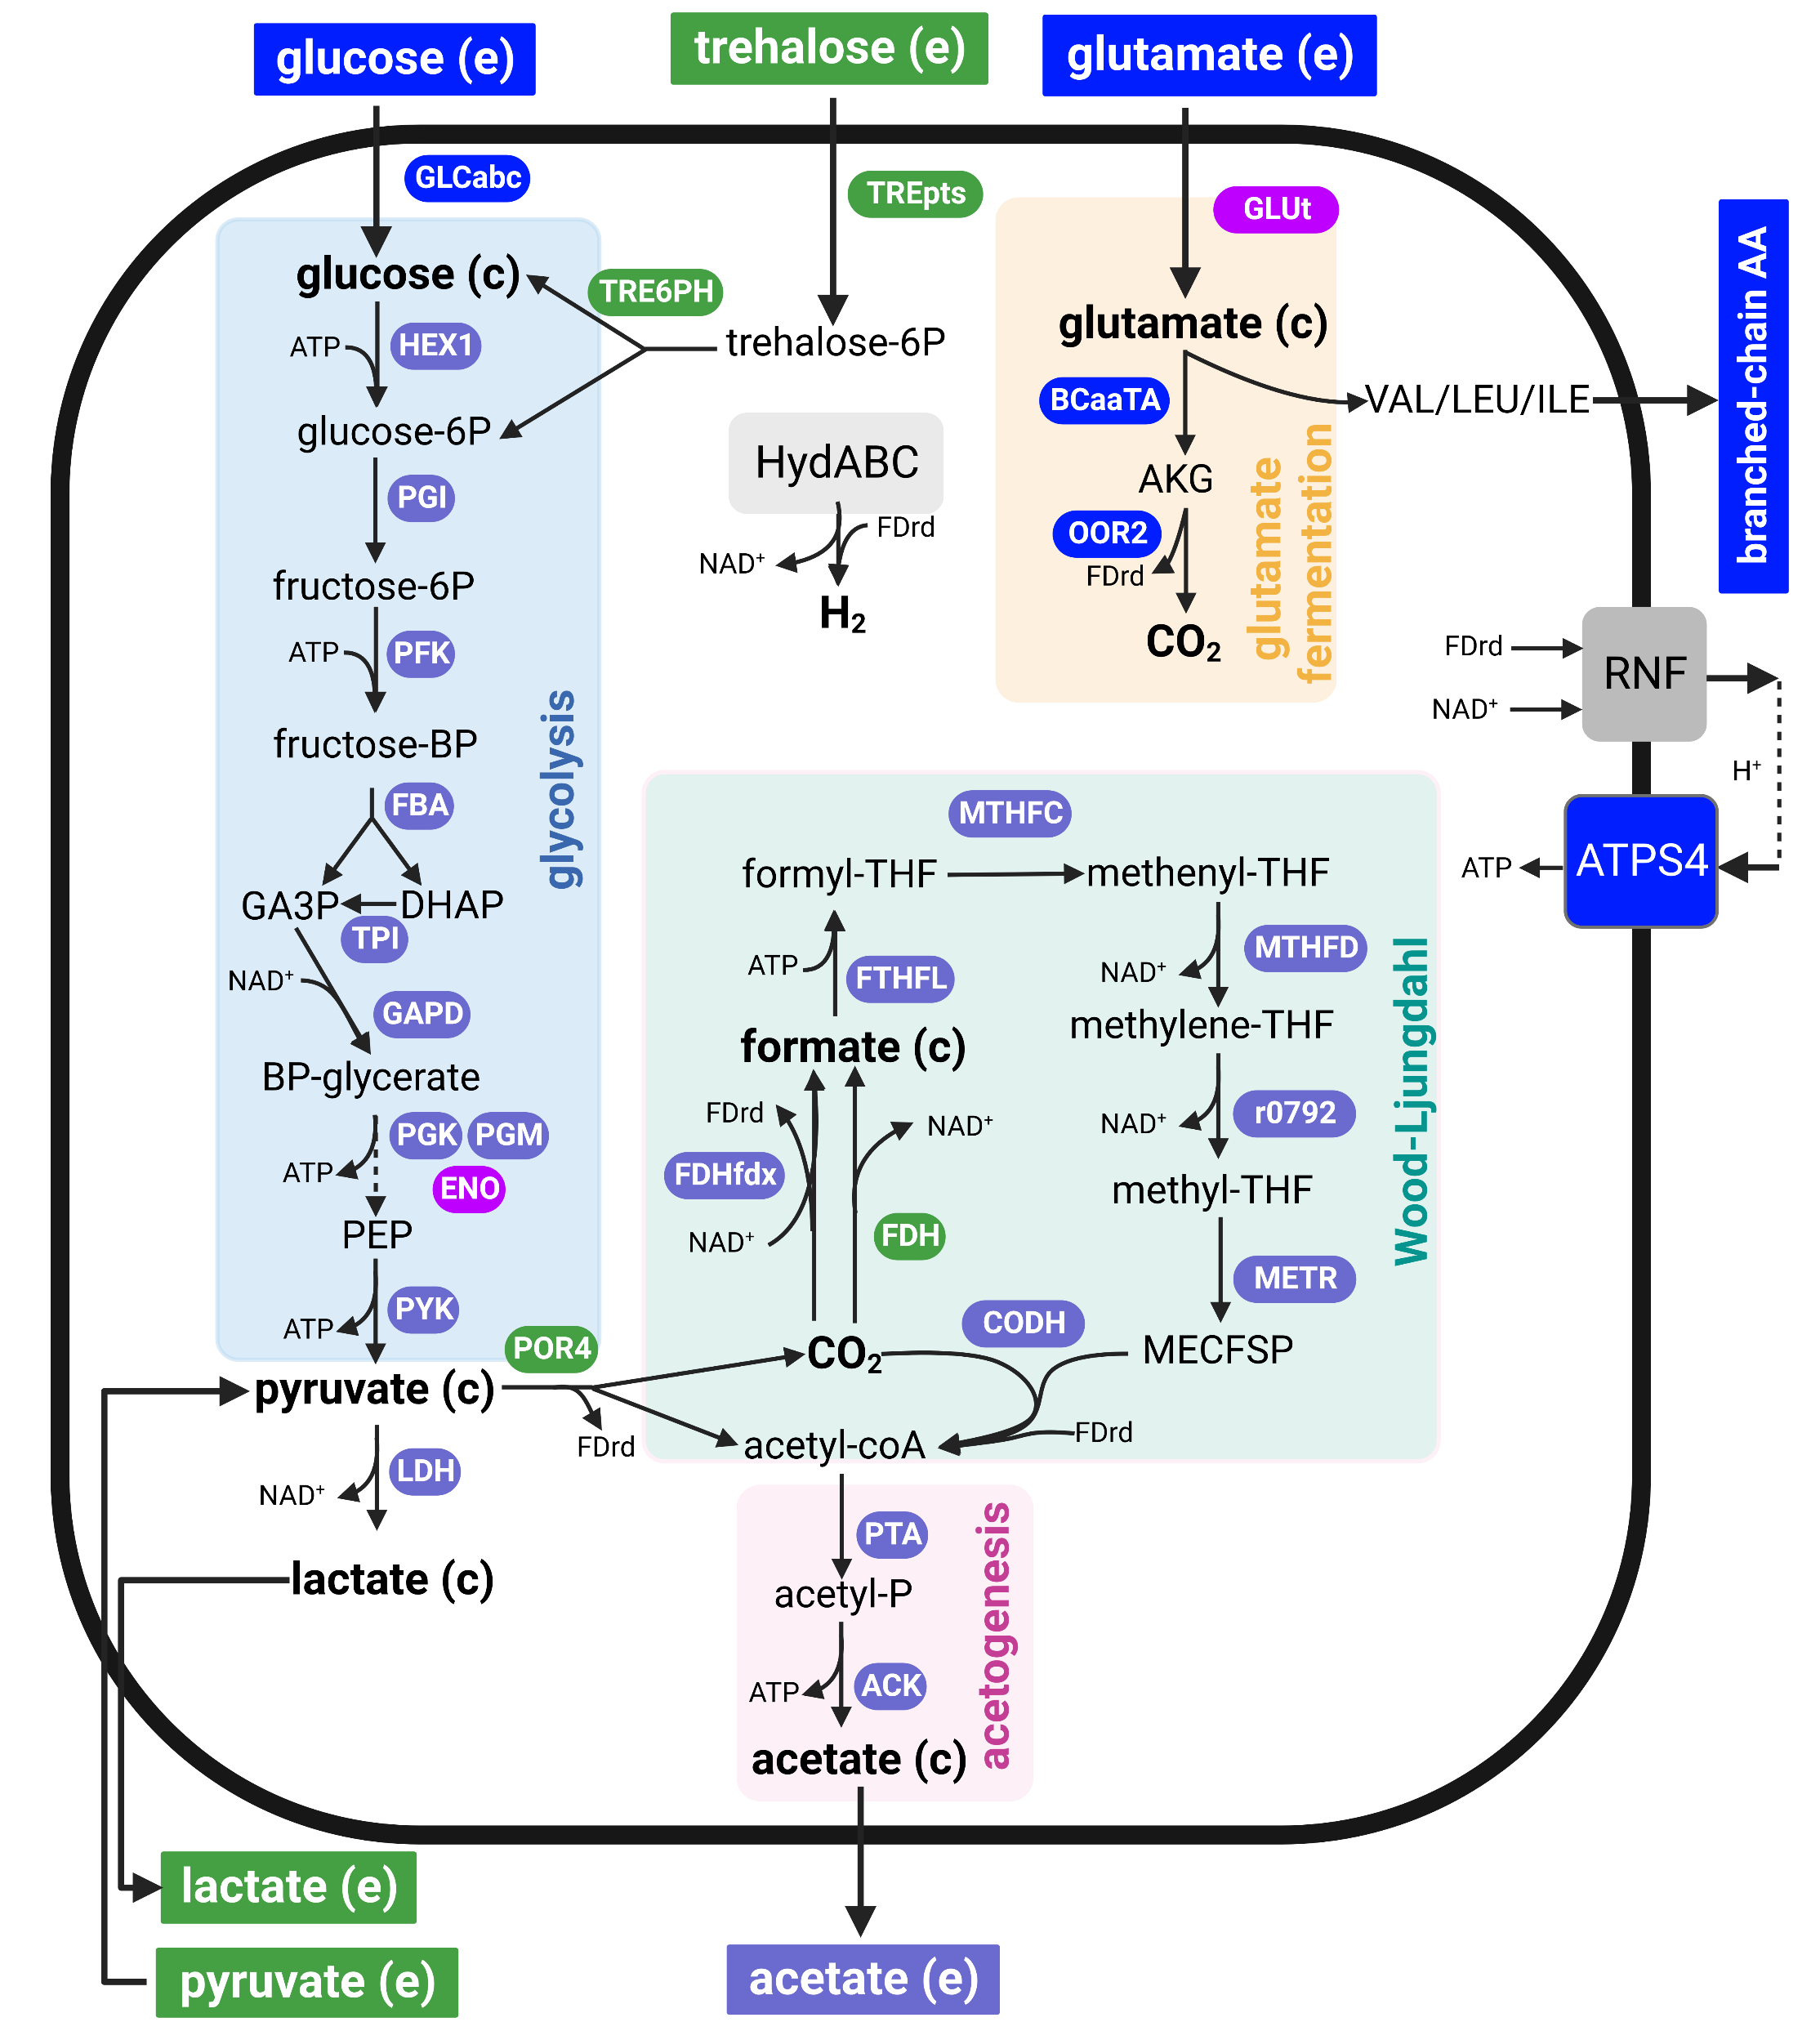 glucose (e)
trehalose (e)
glutamate (e)
GLCabc
TREpts
GLUt
branched-chain AA
glucose (c)
TRE6PH
ATP
HEX1
trehalose-6P
glutamate (c)
glucose-6P
BCaaTA
VAL/LEU/ILE
HydABC
AKG
PGI
FDrd
NAD⁺
H₂
OOR2
FDrd
CO₂
glutamate
fermentation
fructose-6P
ATP
PFK
fructose-BP
glycolysis
FDrd
NAD⁺
RNF
H⁺
ATP
ATPS4
FBA
GA3P
DHAP
TPI
NAD⁺
GAPD
BP-glycerate
PGK
PGM
ATP
ENO
PEP
ATP
PYK
MTHFC
formyl-THF
methenyl-THF
ATP
FTHFL
NAD⁺
MTHFD
formate (c)
methylene-THF
Wood-Ljungdahl
FDrd
NAD⁺
NAD⁺
r0792
FDHfdx
methyl-THF
NAD⁺
FDH
METR
CODH
CO₂
MECFSP
POR4
pyruvate (c)
FDrd
acetyl-coA
FDrd
LDH
NAD⁺
lactate (c)
PTA
acetyl-P
ATP
ACK
acetate (c)
acetogenesis
lactate (e)
pyruvate (e)
acetate (e)